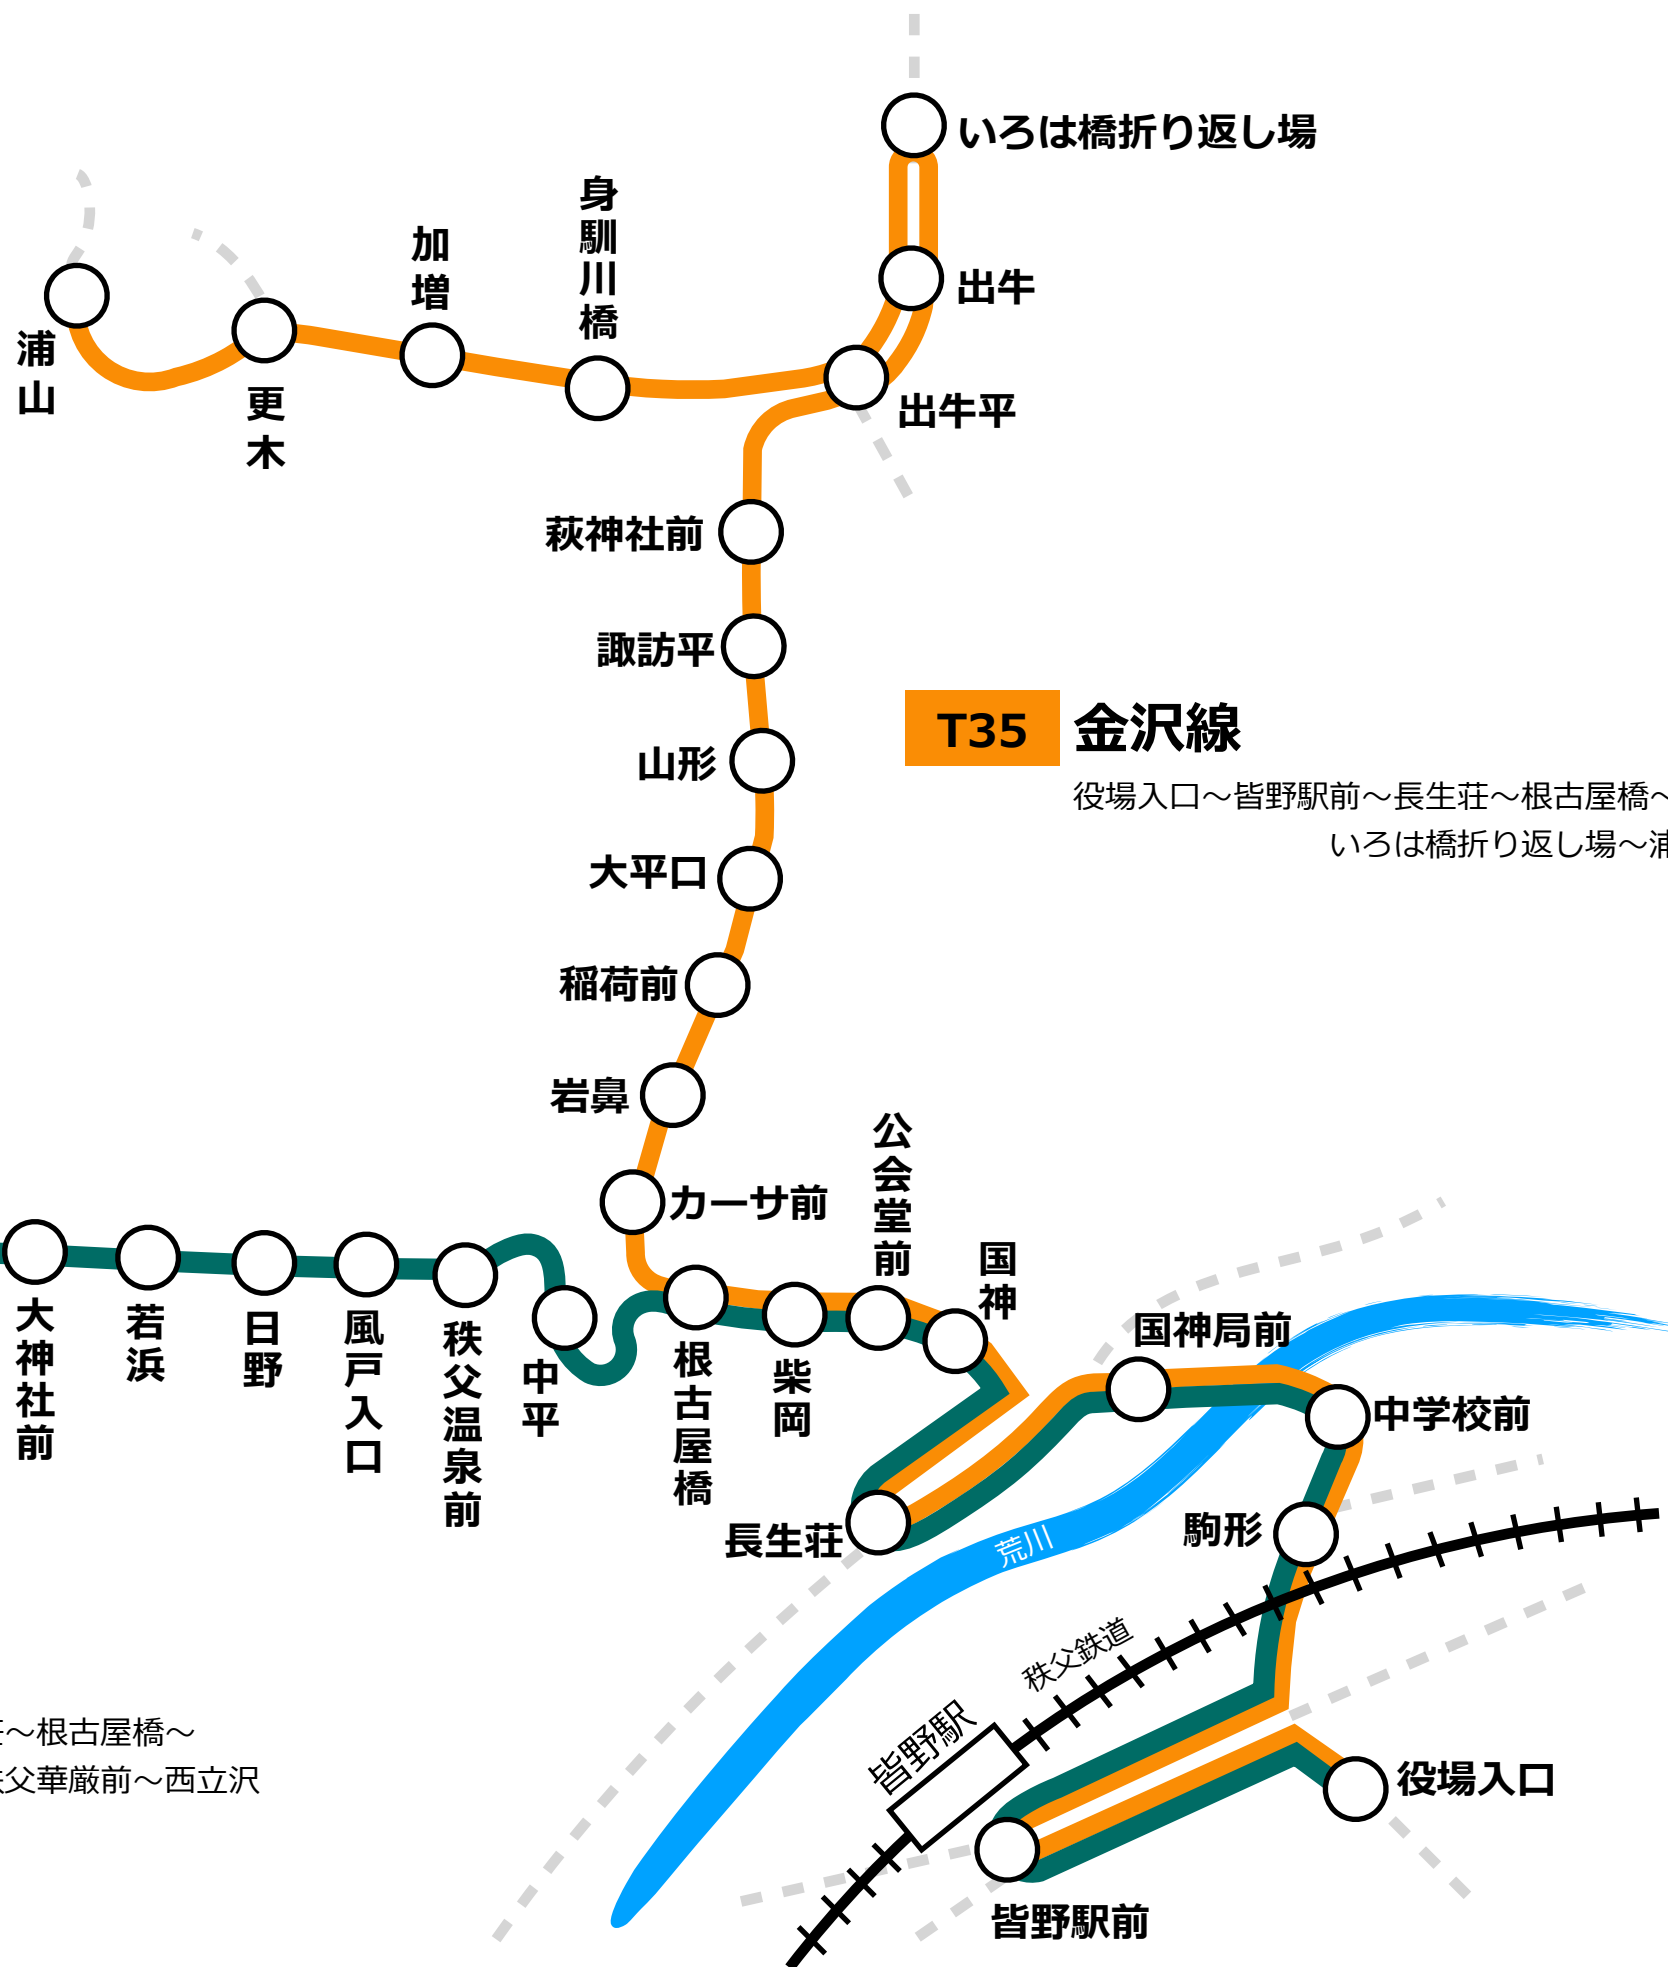 いろは橋折り返し場
身馴川橋
加増
出牛
浦山
更木
出牛平
萩神社前
諏訪平
T35 金沢線
山形
役場入口～皆野駅前～長生荘～根古屋橋～
いろは橋折り返し場～浦
大平口
稲荷前
岩鼻
公会堂前
カーサ前
国神
大神社前
若浜
日野
風戸入口
秩父温泉前
中平
根古屋橋
柴岡
国神局前
中学校前
長生荘
駒形
荒川
秩父鉄道
皆野駅
～根古屋橋～
父華厳前～西立沢
役場入口
皆野駅前